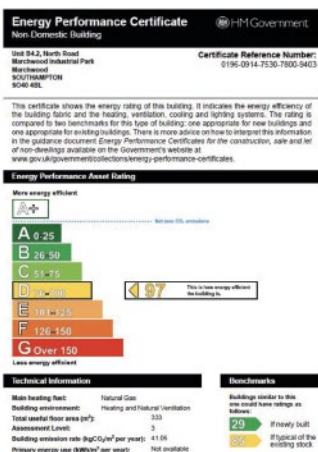 Energy Performance Certificate
HM Government
Non-Domestic Building
Unit B4.2, North Road
Marchwood Industrial Park
Marchwood
SOUTHAMPTON
SO40 4BL
Certificate Reference Number:
0196-0914-7530-7800-9403
This certificate shows the energy rating of this building. It indicates the energy efficiency of
the building fabric and the heating, ventilation, cooling and lighting systems. The rating is
compared to two benchmarks for this type of building: one appropriate for new buildings and
one appropriate for existing buildings. There is more advice on how to interpret this information
in the guidance document Energy Performance Certificates for the construction, sale and let
of non-dwellings available on the Government's website at
www.gov.uk/government/collections/energy-performance-certificates.
Energy Performance Asset Rating
More energy efficient
A+
Net zero CO2 emissions
A 0-25
B 26-50
C 51-75
D 76-100
97
This is how energy efficient
the building is.
E 101-125
F 126-150
G Over 150
Less energy efficient
Technical Information
Main heating fuel: Natural Gas
Building environment: Heating and Natural Ventilation
Total useful floor area (m²): 333
Assessment Level: 3
Building emission rate (kgCO2/m² per year): 41.06
Primary energy use (kWh/m² per year): Not available
Benchmarks
Buildings similar to this
one could have ratings as
follows:
29 If newly built
85 If typical of the
existing stock